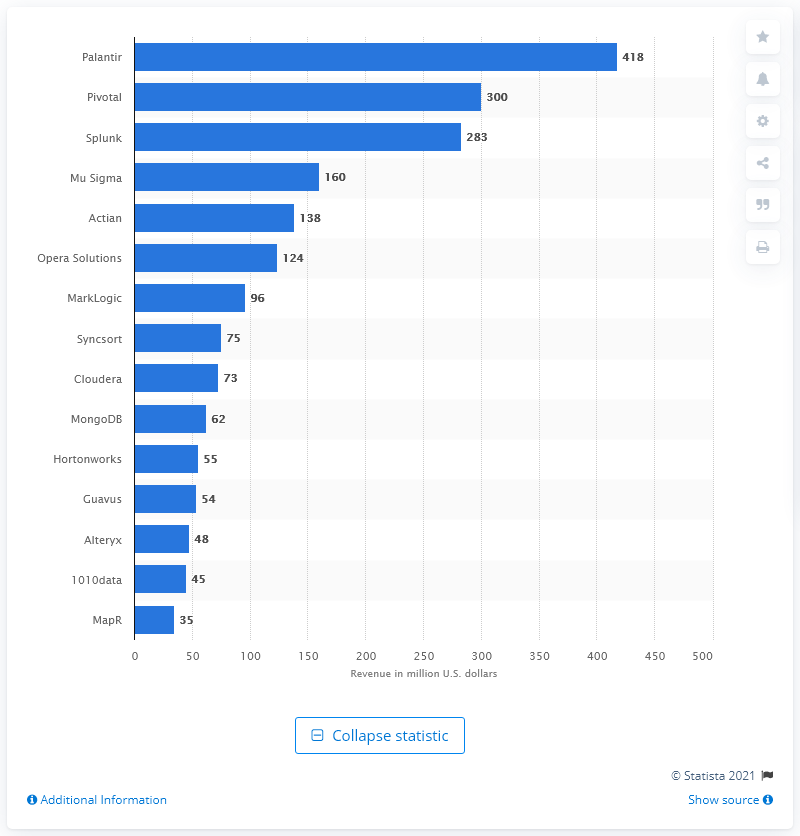 Palantir 418
Pivotal 300
Splunk 283
Mu Sigma 160
Actian 138
Opera Solutions 124
MarkLogic 96
Syncsort 75
Cloudera 73
MongoDB 62
Hortonworks 55
Guavus 54
Alteryx 48
1010data 45
MapR 35
0 50 100 150 200 250 300 350 400 450 500
Revenue in million U.S. dollars
Collapse statistic
© Statista 2021
Additional Information Show source